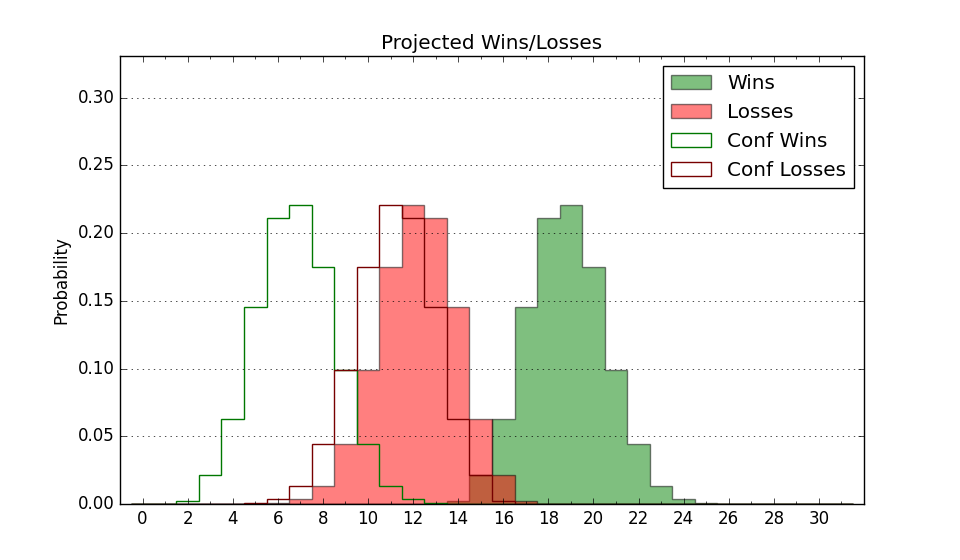 Projected Wins/Losses
Wins
Losses
Conf Wins
Conf Losses
Probability
0.30
0.25
0.20
0.15
0.10
0.05
0.00
0 2 4 6 8 10 12 14 16 18 20 22 24 26 28 30